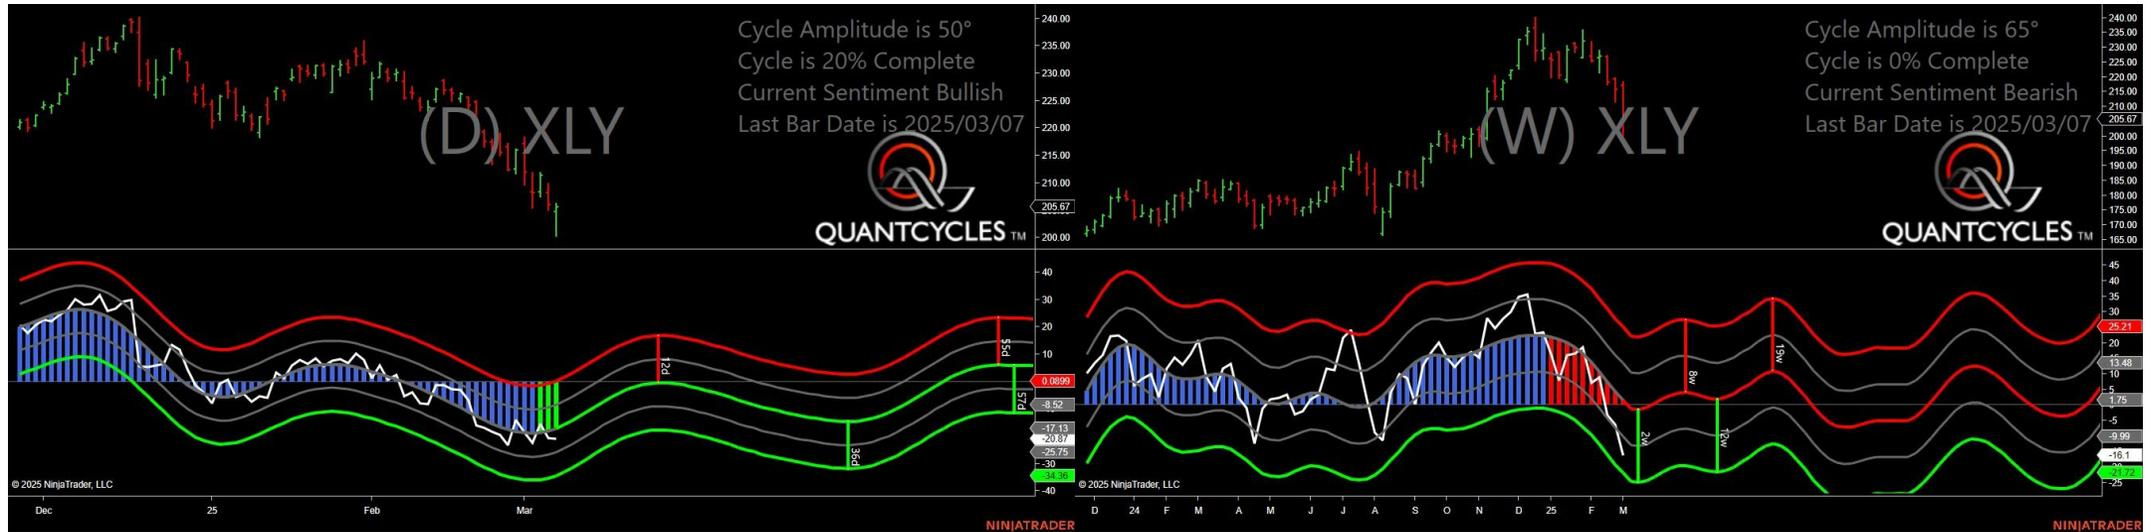 Cycle Amplitude is 50°
Cycle is 20% Complete
Current Sentiment Bullish
Last Bar Date is 2025/03/07
(D) XLY
QUANTCYCLES TM
240.00
235.00
230.00
225.00
220.00
215.00
210.00
205.67
200.00
40
30
20
10
0.0899
-8.52
-17.13
-20.87
-25.75
-30
-34.36
-40
12d
36d
55d
57d
© 2025 NinjaTrader, LLC
Dec
25
Feb
Mar
NINJATRADER
Cycle Amplitude is 65°
Cycle is 0% Complete
Current Sentiment Bearish
Last Bar Date is 2025/03/07
(W) XLY
QUANTCYCLES TM
240.00
235.00
230.00
225.00
220.00
215.00
210.00
205.67
200.00
195.00
190.00
185.00
180.00
175.00
170.00
165.00
45
40
35
30
25.21
20
15
13.48
10
5
1.75
-5
-9.99
-16.1
-21.72
-25
2w
8w
12w
19w
© 2025 NinjaTrader, LLC
D
24
F
M
A
M
J
J
A
S
O
N
D
25
F
M
NINJATRADER